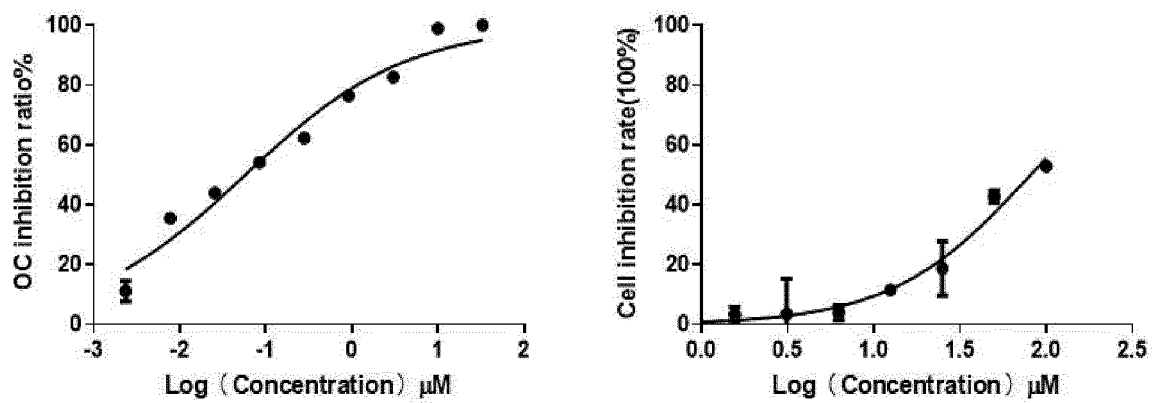 OC inhibition ratio%
100
80
60
40
20
0
-3 -2 -1 0 1 2
Log（Concentration）μM
Cell inhibition rate(100%)
100
80
60
40
20
0
0.0 0.5 1.0 1.5 2.0 2.5
Log（Concentration）μM